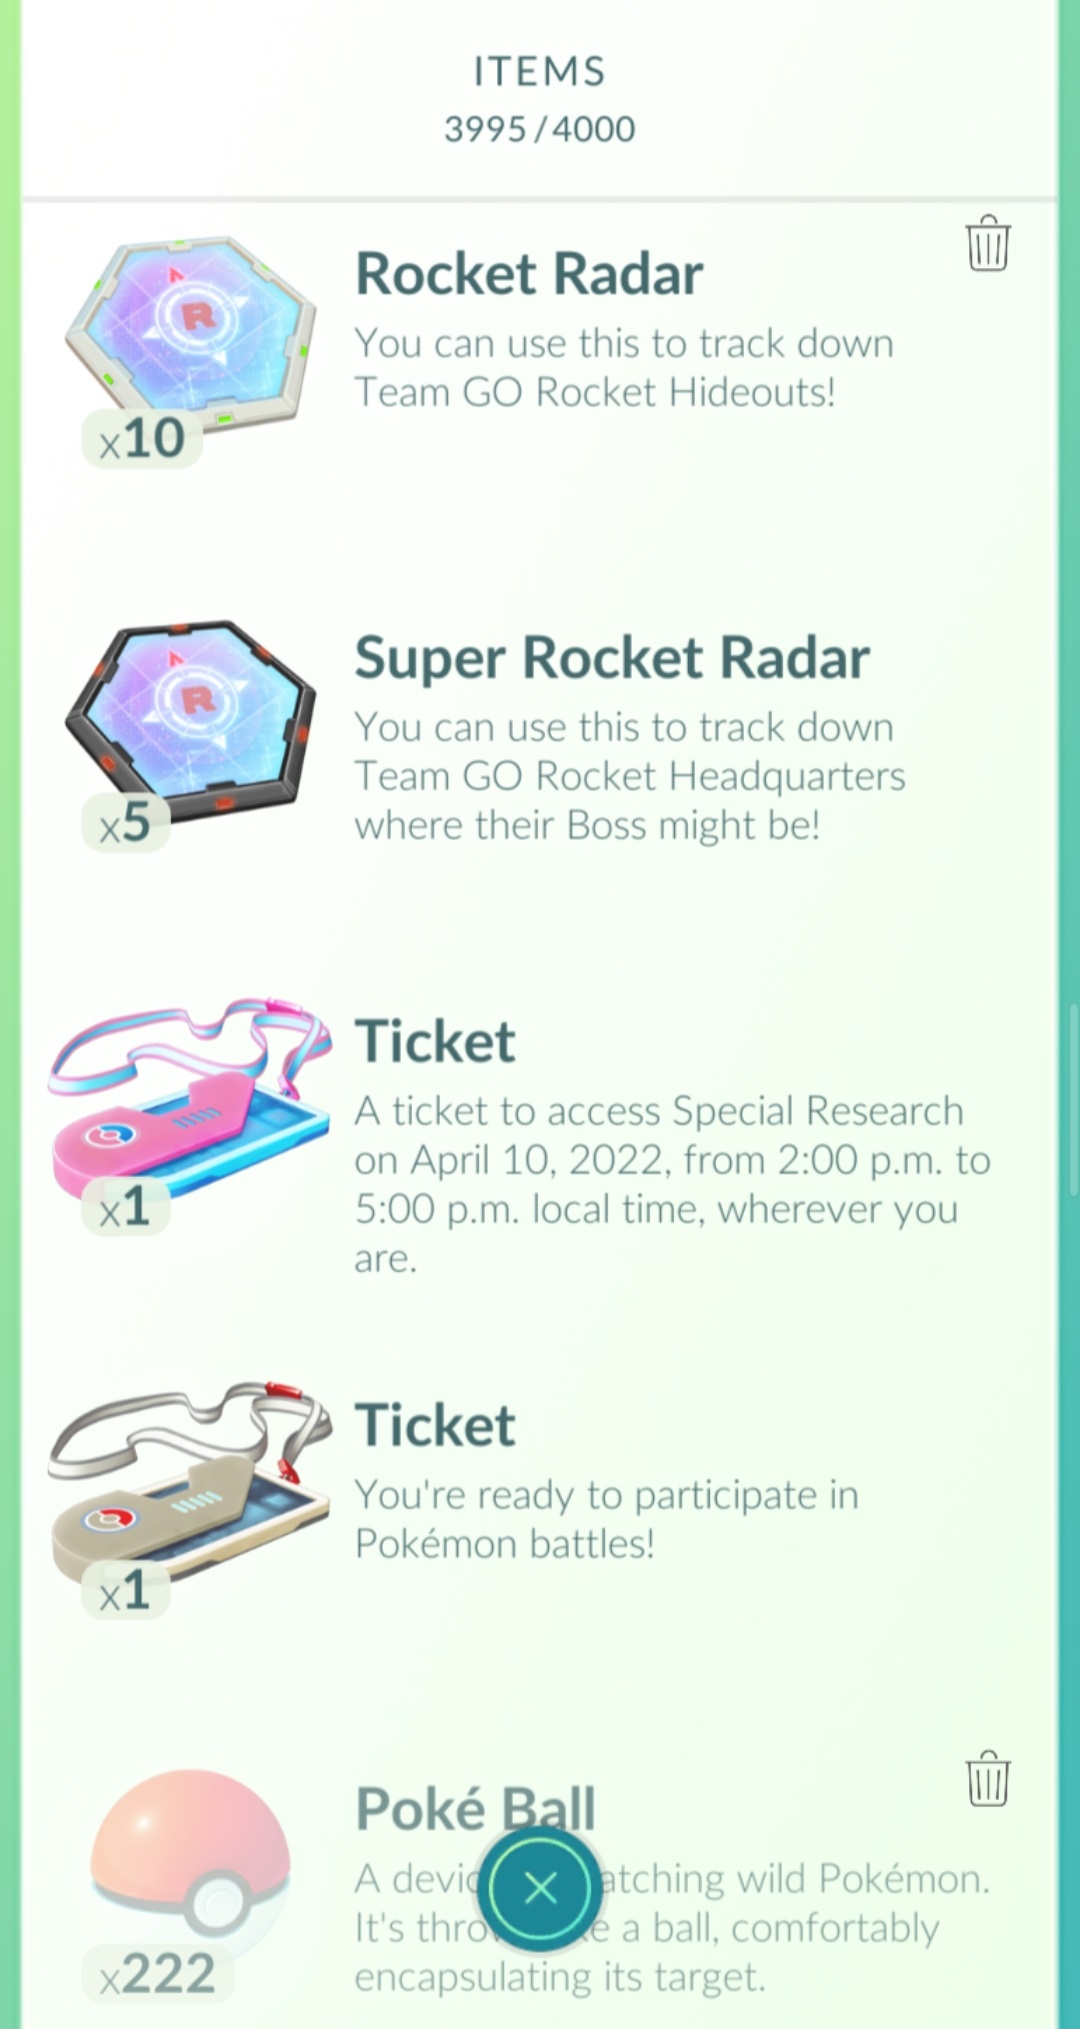 ITEMS
3995/4000
Rocket Radar
You can use this to track down
Team GO Rocket Hideouts!
R
x10
Super Rocket Radar
You can use this to track down
Team GO Rocket Headquarters
where their Boss might be!
R
x5
Ticket
A ticket to access Special Research
on April 10, 2022, from 2:00 p.m. to
5:00 p.m. local time, wherever you
are.
x1
Ticket
You're ready to participate in
Pokémon battles!
x1
Poké Ball
A atching wild Pokémon.
It's a ball, comfortably
encapsulating its target.
x222